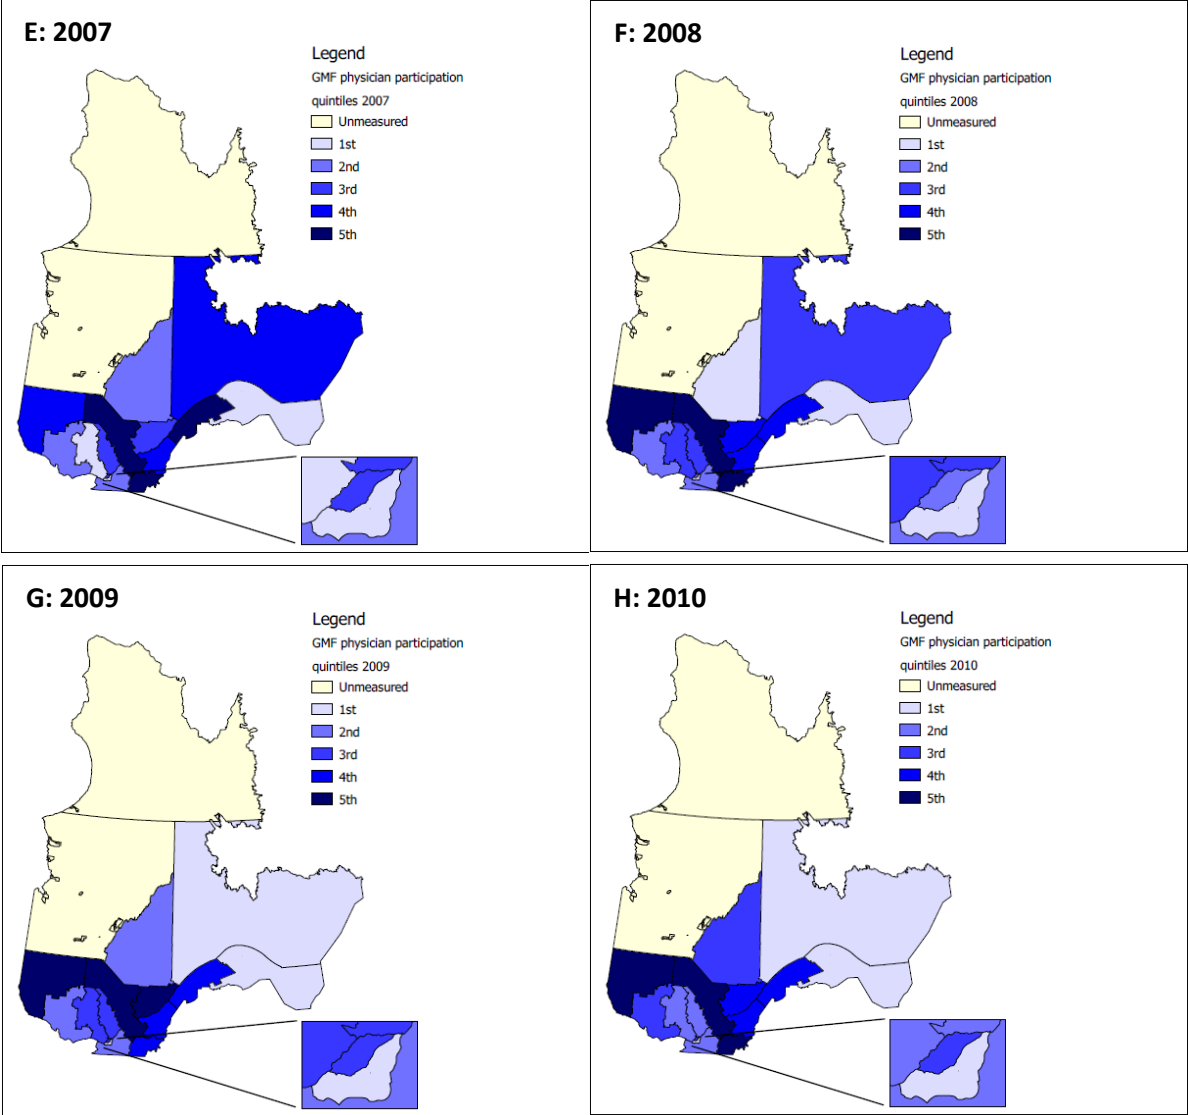 E: 2007
Legend
GMF physician participation
quintiles 2007
Unmeasured
1st
2nd
3rd
4th
5th
F: 2008
Legend
GMF physician participation
quintiles 2008
Unmeasured
1st
2nd
3rd
4th
5th
G: 2009
Legend
GMF physician participation
quintiles 2009
Unmeasured
1st
2nd
3rd
4th
5th
H: 2010
Legend
GMF physician participation
quintiles 2010
Unmeasured
1st
2nd
3rd
4th
5th